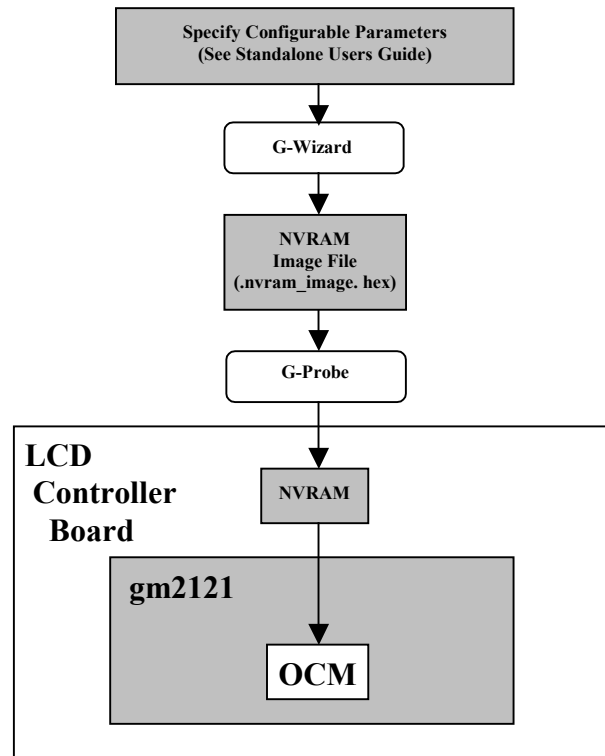 Specify Configurable Parameters
(See Standalone Users Guide)
G-Wizard
NVRAM
Image File
(.nvram_image. hex)
G-Probe
LCD
Controller
Board
NVRAM
gm2121
OCM